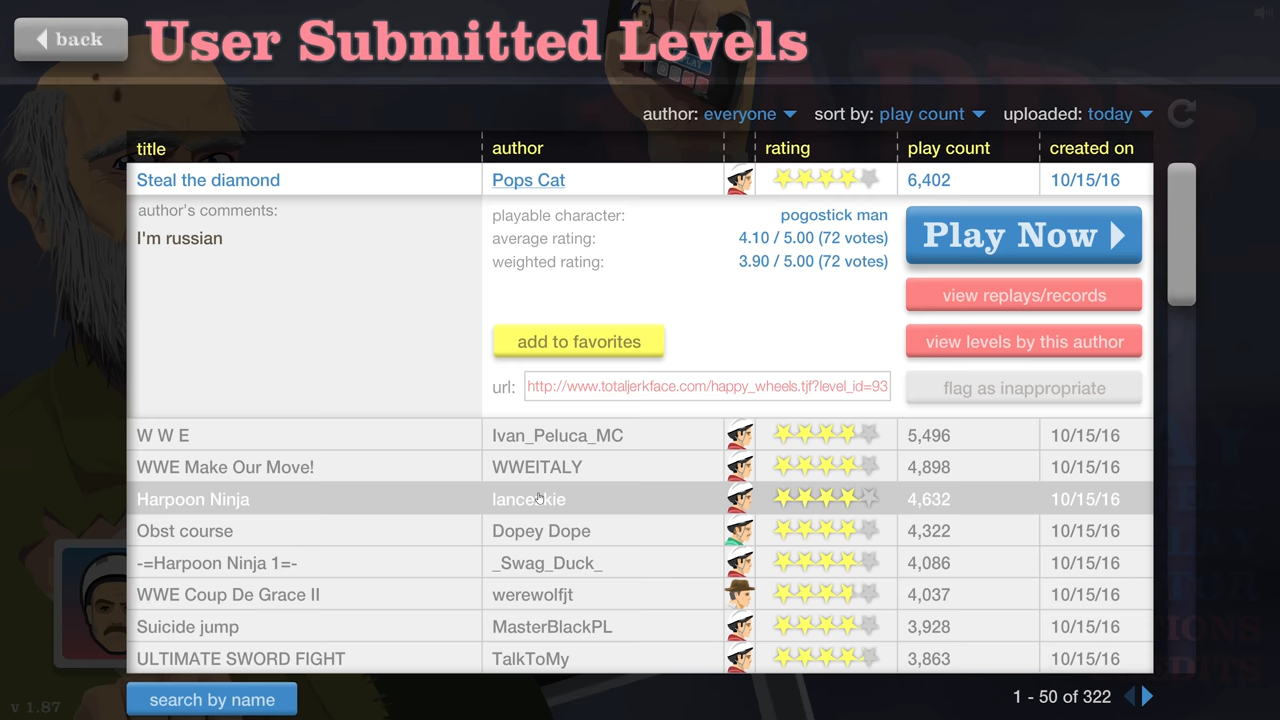 back
User Submitted Levels
author: everyone sort by: play count uploaded: today
title author rating play count created on
Steal the diamond Pops Cat 6,402 10/15/16
author's comments:
I'm russian
playable character: pogostick man
average rating: 4.10 / 5.00 (72 votes)
weighted rating: 3.90 / 5.00 (72 votes)
Play Now
view replays/records
add to favorites
view levels by this author
url: http://www.totaljerkface.com/happy_wheels.tjf?level_id=93
flag as inappropriate
W W E Ivan_Peluca_MC 5,496 10/15/16
WWE Make Our Move! WWEITALY 4,898 10/15/16
Harpoon Ninja 4,632 10/15/16
Obst course Dopey Dope 4,322 10/15/16
-=Harpoon Ninja 1=- _Swag_Duck_ 4,086 10/15/16
WWE Coup De Grace II werewolfjt 4,037 10/15/16
Suicide jump MasterBlackPL 3,928 10/15/16
ULTIMATE SWORD FIGHT TalkToMy 3,863 10/15/16
search by name
1 - 50 of 322
v 1.87